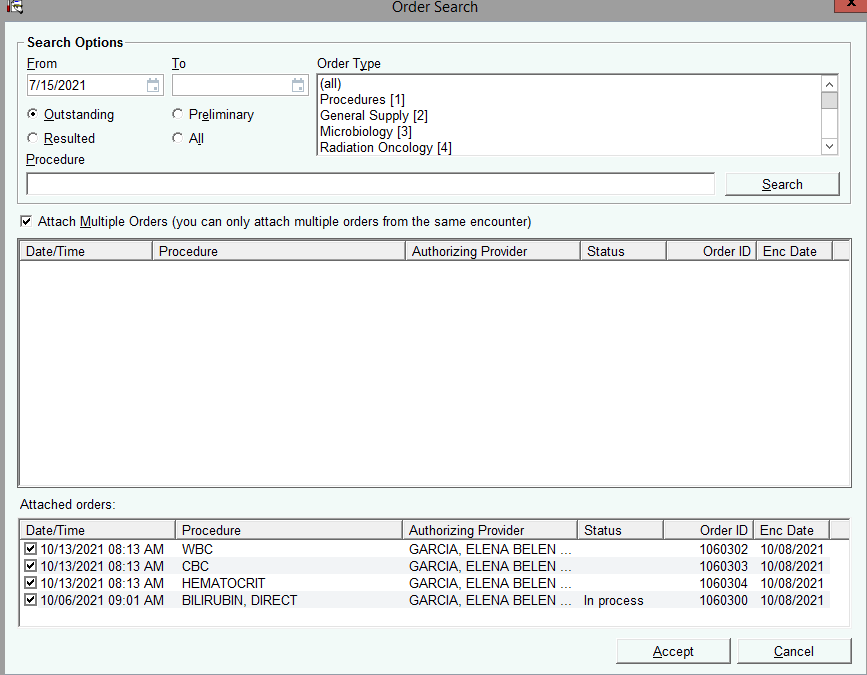 Order Search
x
Search Options
From To Order Type
7/15/2021
(all)
Procedures [1]
General Supply [2]
Microbiology [3]
Radiation Oncology [4]
Outstanding Preliminary
Resulted All
Procedure
Search
Attach Multiple Orders (you can only attach multiple orders from the same encounter)
Date/Time Procedure Authorizing Provider Status Order ID Enc Date
Attached orders:
Date/Time Procedure Authorizing Provider Status Order ID Enc Date
10/13/2021 08:13 AM WBC GARCIA, ELENA BELEN ... 1060302 10/08/2021
10/13/2021 08:13 AM CBC GARCIA, ELENA BELEN ... 1060303 10/08/2021
10/13/2021 08:13 AM HEMATOCRIT GARCIA, ELENA BELEN ... 1060304 10/08/2021
10/06/2021 09:01 AM BILIRUBIN, DIRECT GARCIA, ELENA BELEN ... In process 1060300 10/08/2021
Accept Cancel